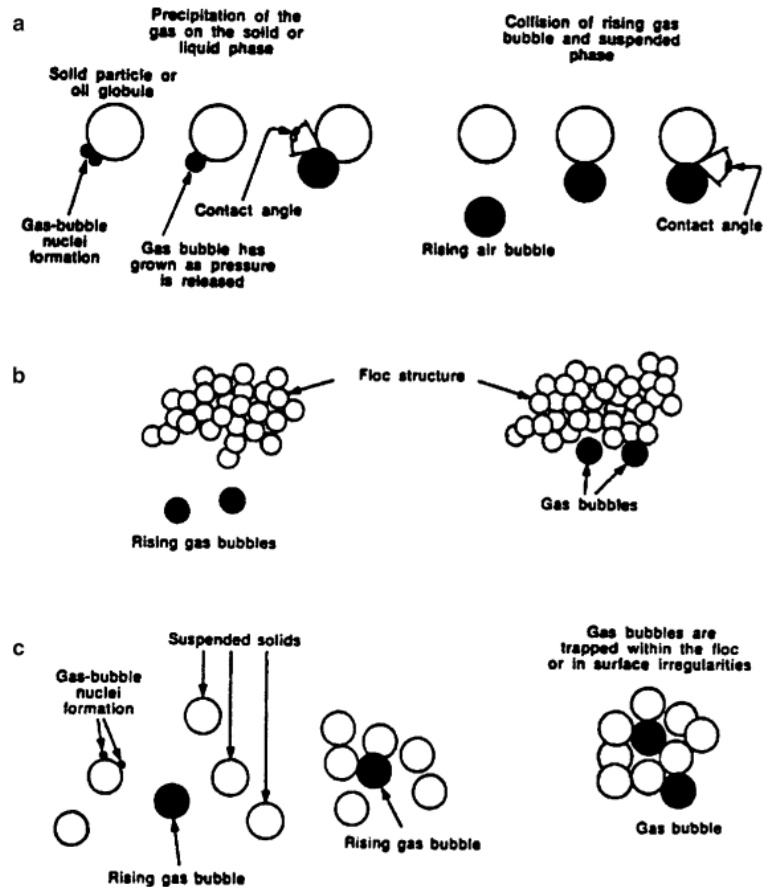 a
Precipitation of the
gas on the solid or
liquid phase
Collision of rising gas
bubble and suspended
phase
Solid particle or
oil globule
Gas-bubble
nuclei
formation
Contact angle
Gas bubble has
grown as pressure
is released
Rising air bubble
Contact angle
b
Floc structure
Rising gas bubbles
Gas bubbles
c
Suspended solids
Gas-bubble
nuclei
formation
Rising gas bubble
Rising gas bubble
Gas bubbles are
trapped within the floc
or in surface irregularities
Gas bubble